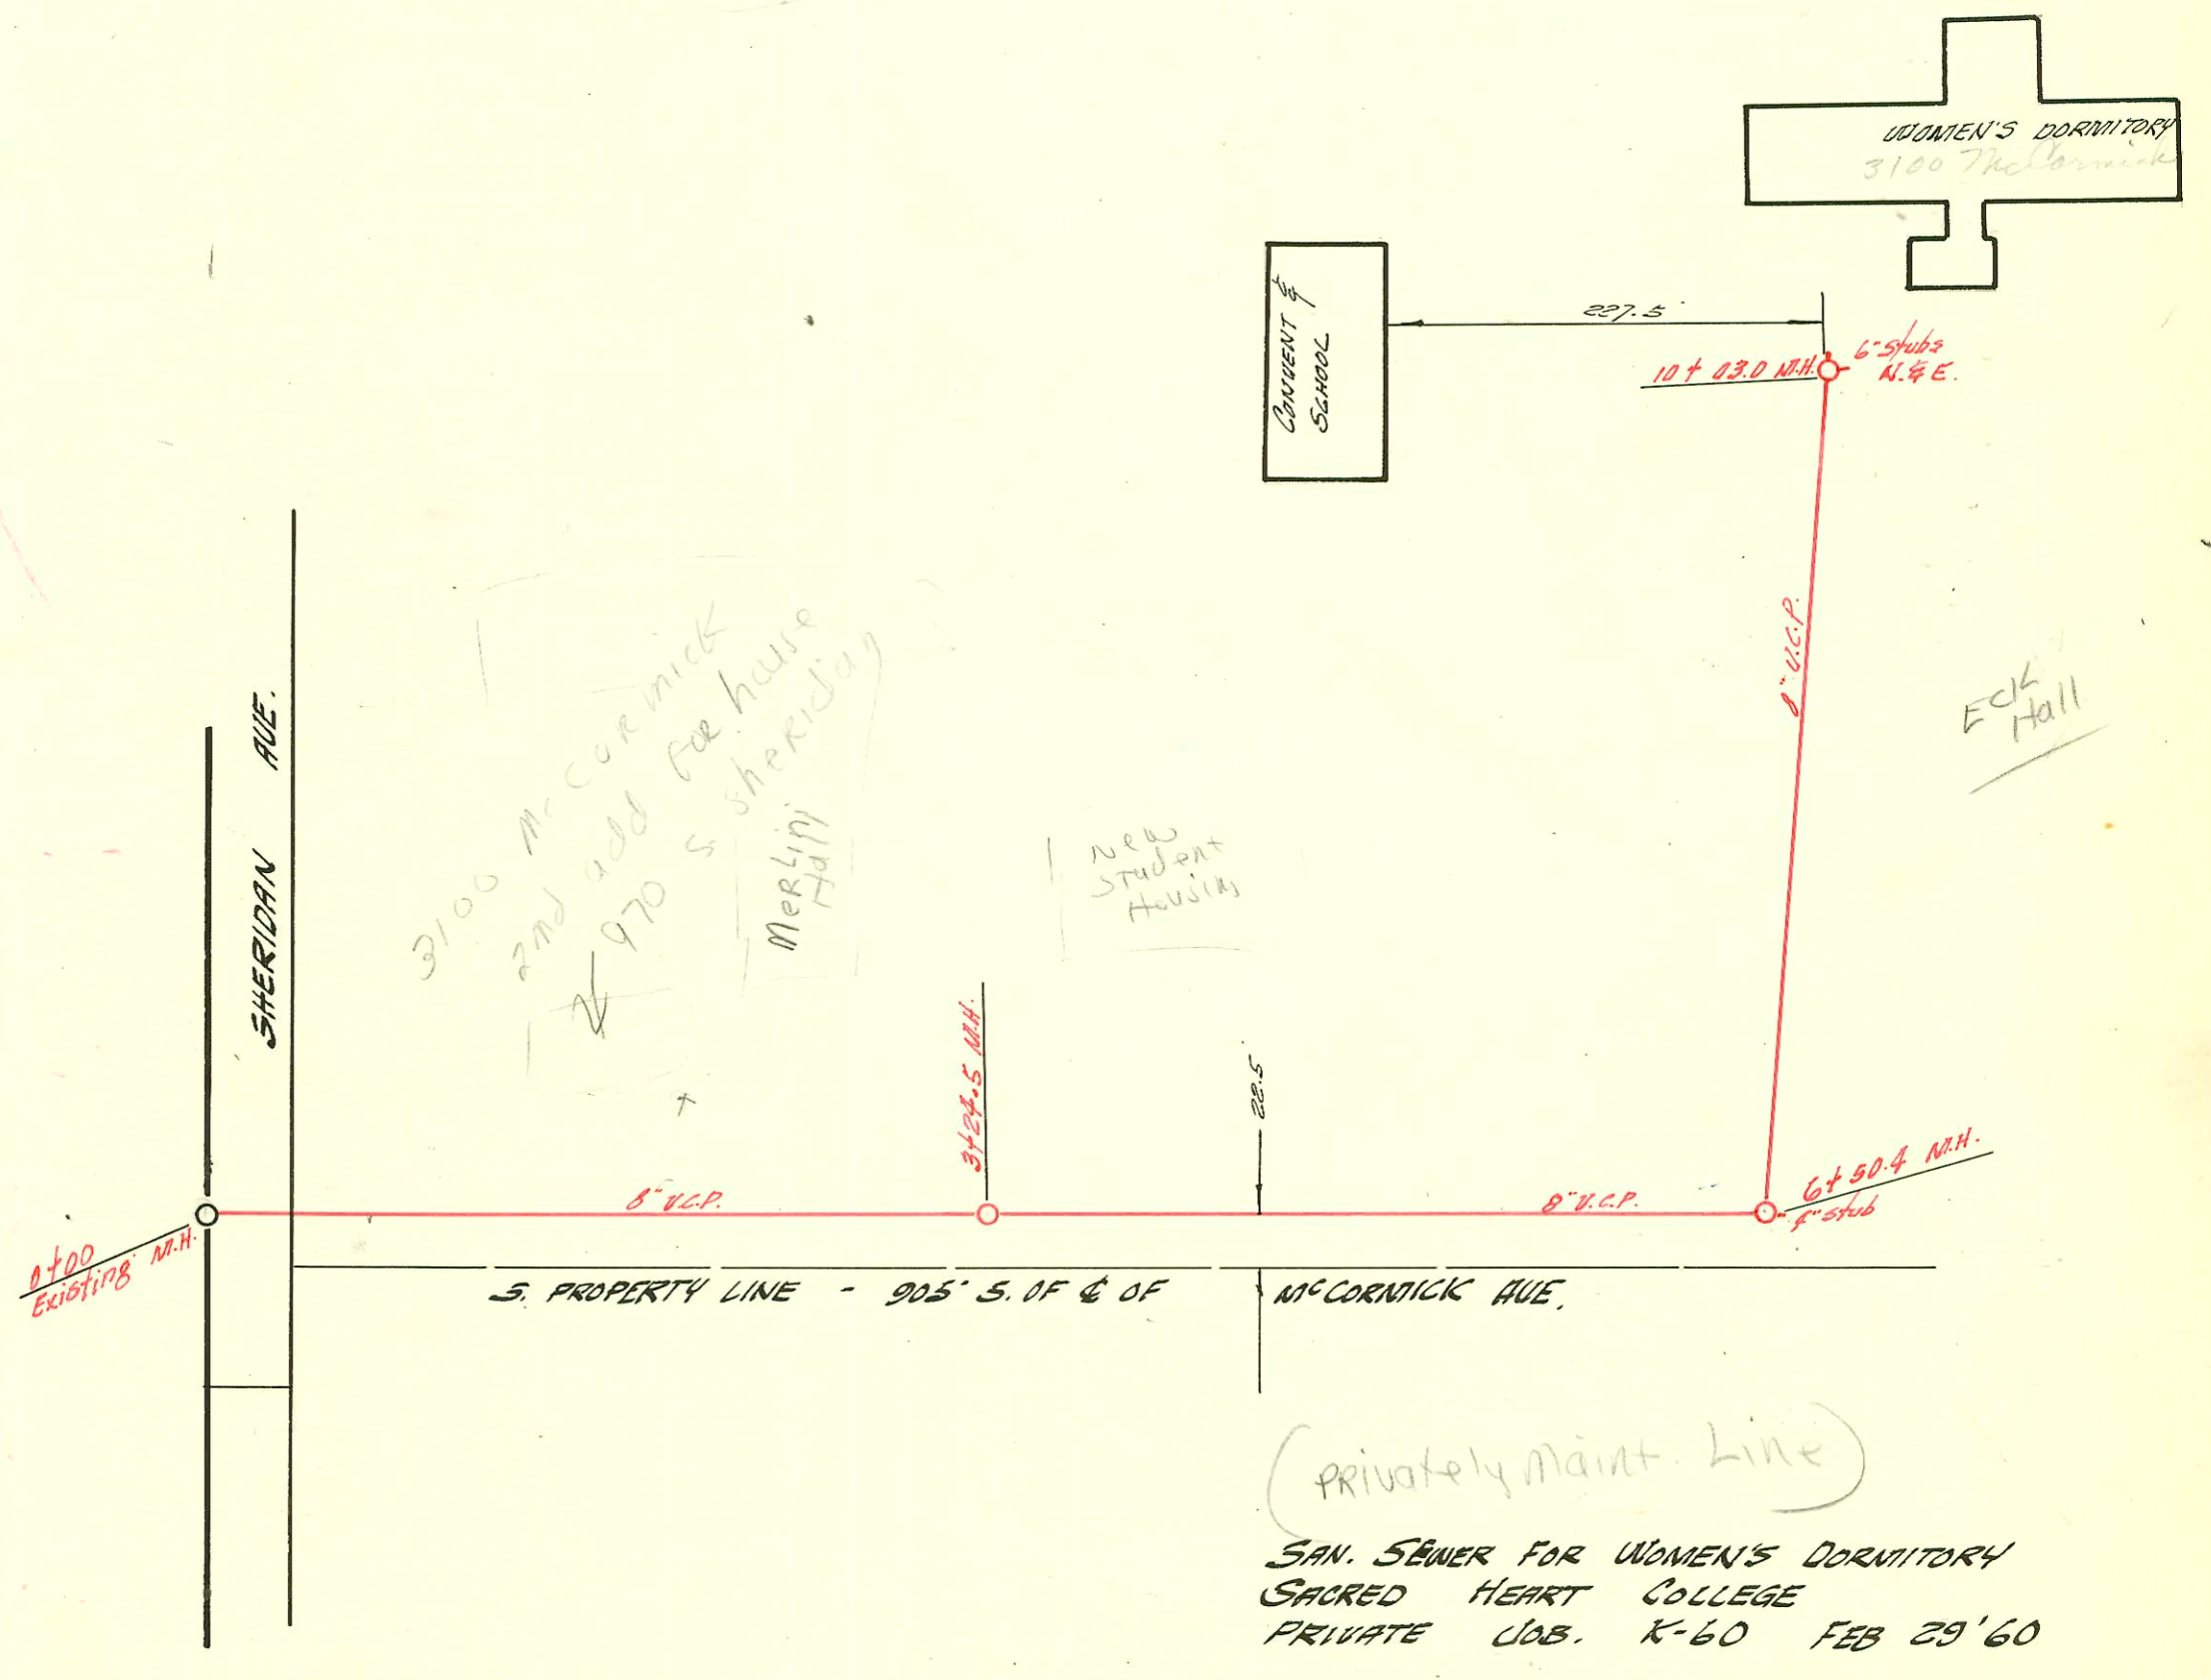 WOMEN'S DORMITORY
3100 McCormick
CONVENT &
SCHOOL
227.5
10+03.0 M.H.
6" Stubs
N. & E.
8" V.C.P.
Eck
Hall
SHERIDAN AVE.
3100 McCORMICK
2nd add FOR house
970 S Sheridan
MERLini
Hall
New
Student
Housing
3+24.5 M.H.
22.5
8" V.C.P.
8" V.C.P.
6+50.4 M.H.
4" stub
0+00
Existing M.H.
S. PROPERTY LINE - 905' S. OF ℄ OF McCORMICK AVE.
(PRivately Maint. Line)
SAN. SEWER FOR WOMEN'S DORMITORY
SACRED HEART COLLEGE
PRIVATE JOB. K-60 FEB 29 '60